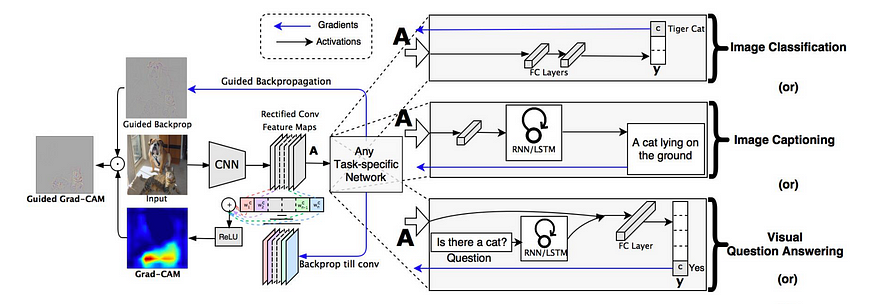 Gradients
Activations
Guided Backpropagation
Rectified Conv
Feature Maps
A
Guided Backprop
Input
CNN
Guided Grad-CAM
Grad-CAM
ReLU
+
Backprop till conv
Any
Task-specific
Network
A
FC Layers
c
Tiger Cat
y
Image Classification
(or)
A
RNN/LSTM
A cat lying on
the ground
Image Captioning
(or)
A
Is there a cat?
Question
RNN/LSTM
FC Layer
c
Yes
y
Visual
Question Answering
(or)